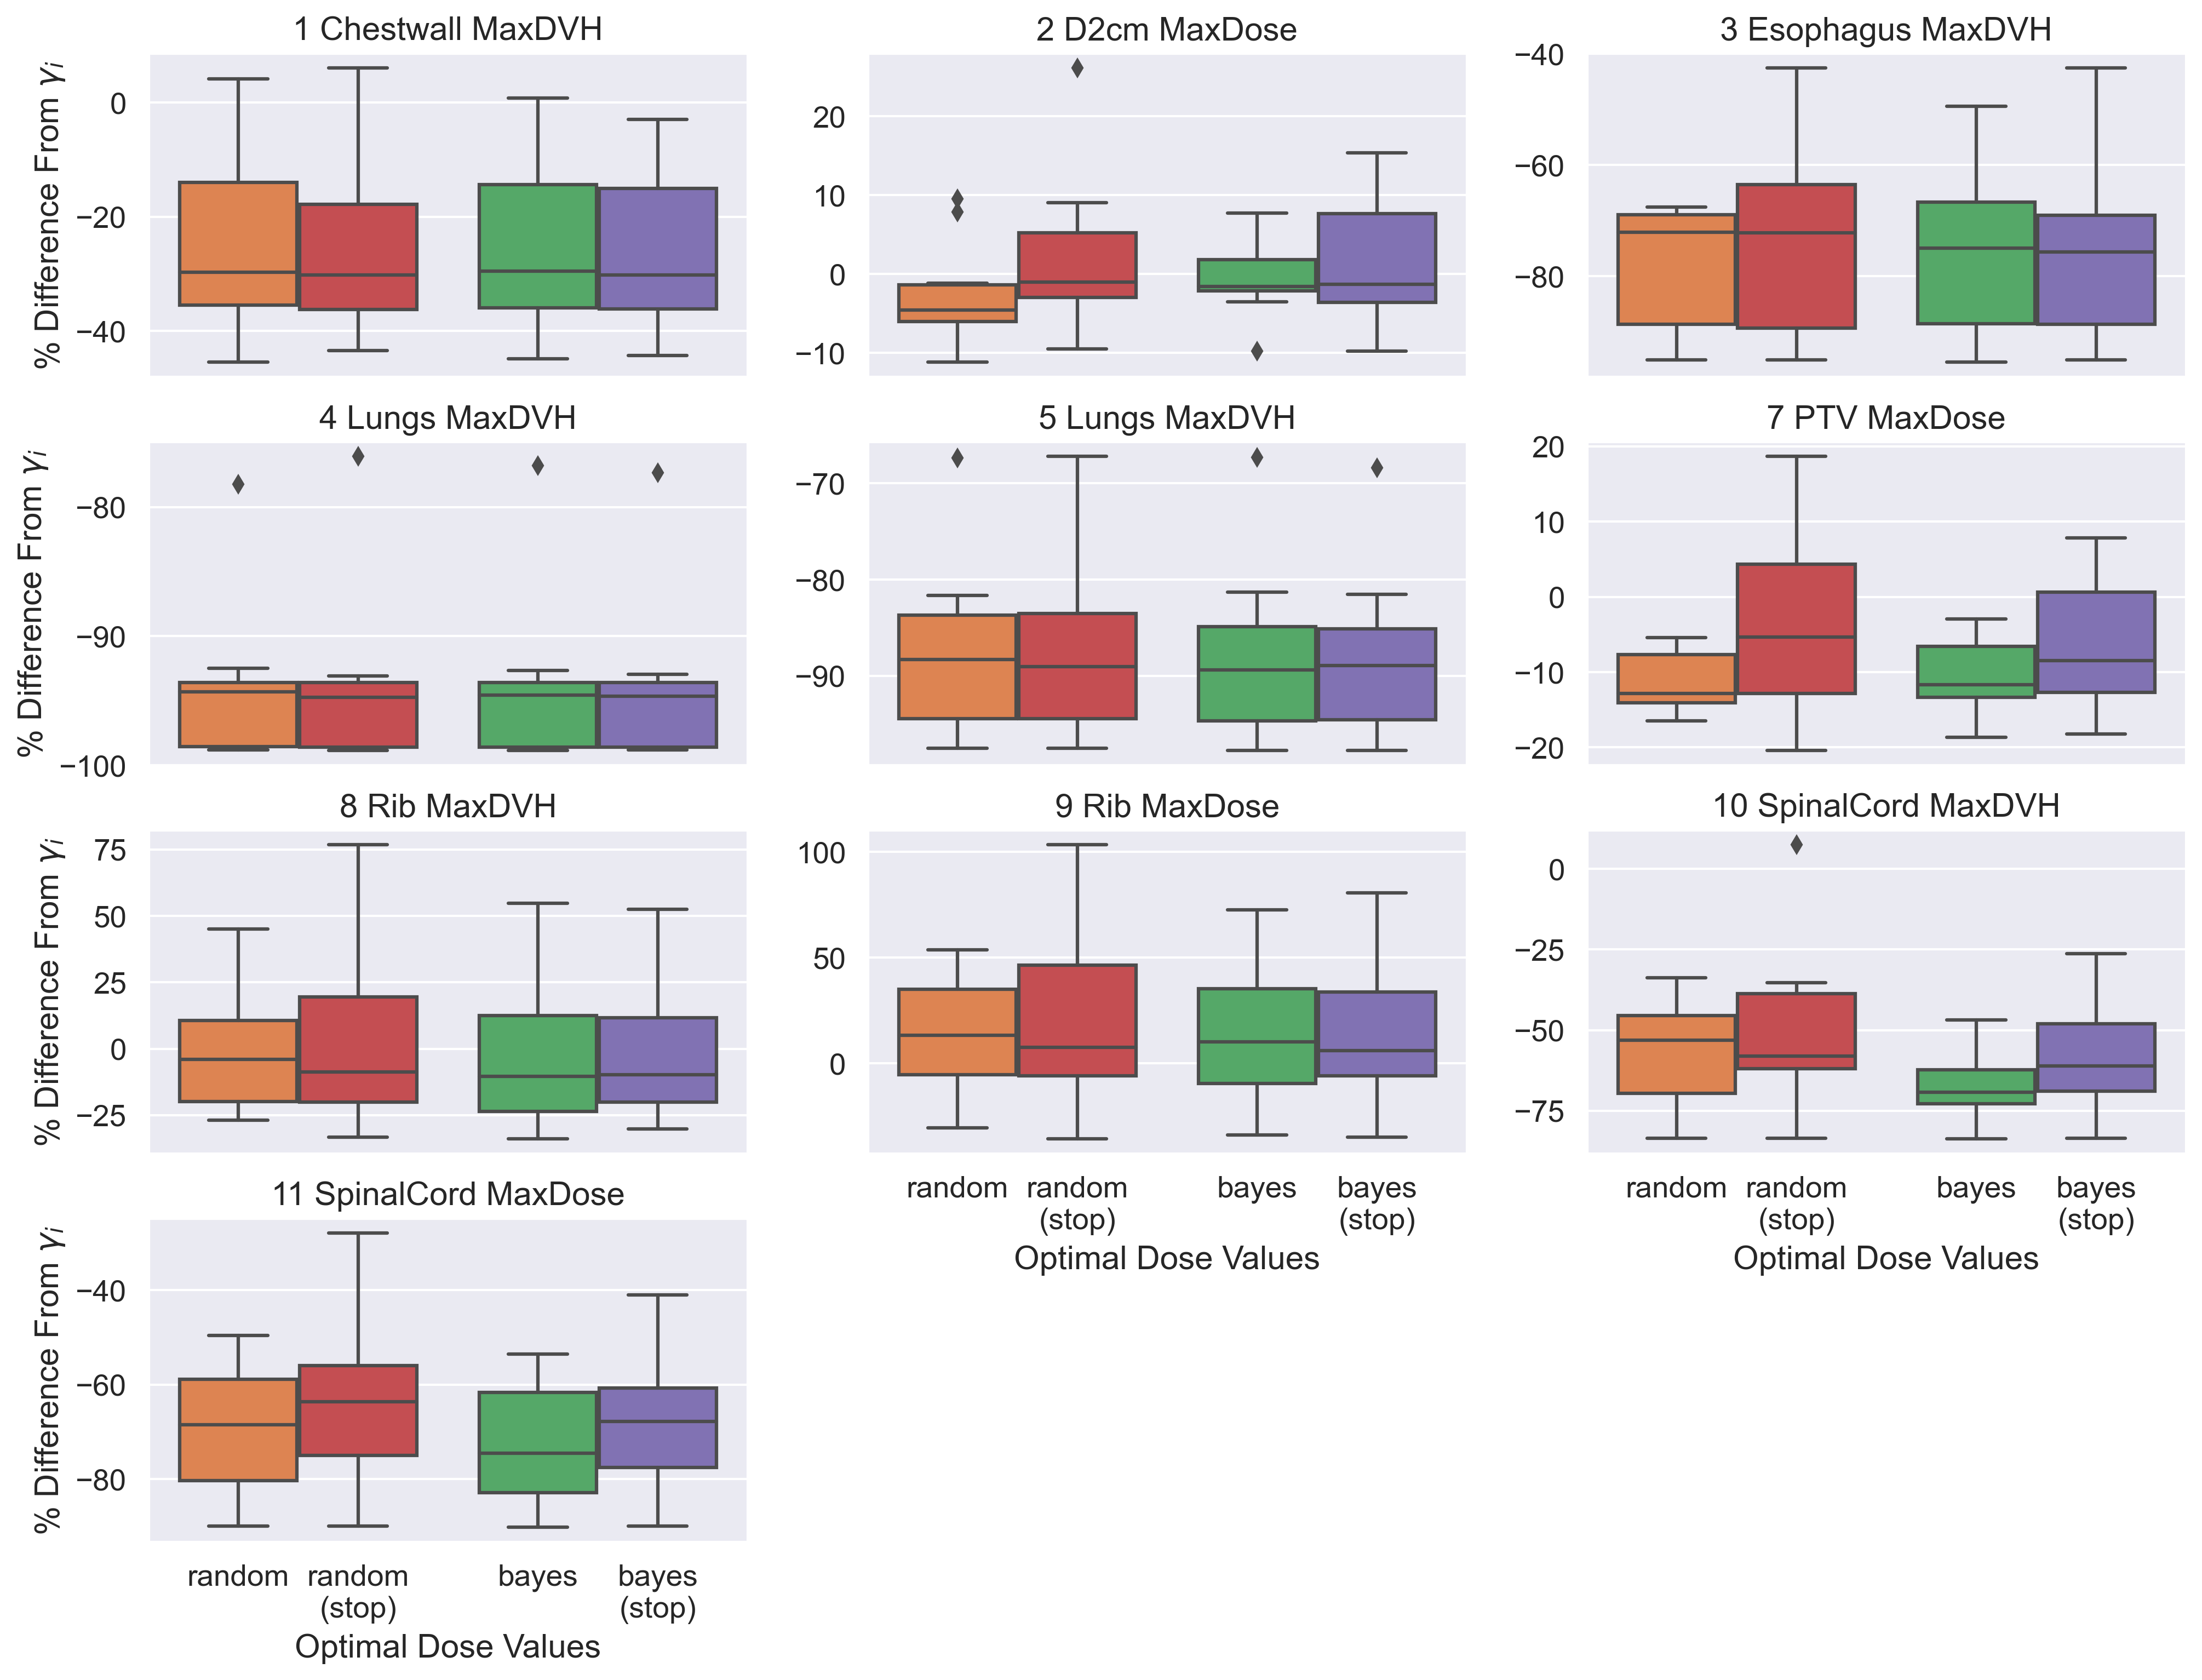 1 Chestwall MaxDVH
% Difference From γi
0
−20
−40
2 D2cm MaxDose
20
10
0
−10
3 Esophagus MaxDVH
−40
−60
−80
4 Lungs MaxDVH
% Difference From γi
−80
−90
−100
5 Lungs MaxDVH
−70
−80
−90
7 PTV MaxDose
20
10
0
−10
−20
8 Rib MaxDVH
% Difference From γi
75
50
25
0
−25
9 Rib MaxDose
100
50
0
random random bayes bayes
(stop) (stop)
Optimal Dose Values
10 SpinalCord MaxDVH
0
−25
−50
−75
random random bayes bayes
(stop) (stop)
Optimal Dose Values
11 SpinalCord MaxDose
% Difference From γi
−40
−60
−80
random random bayes bayes
(stop) (stop)
Optimal Dose Values